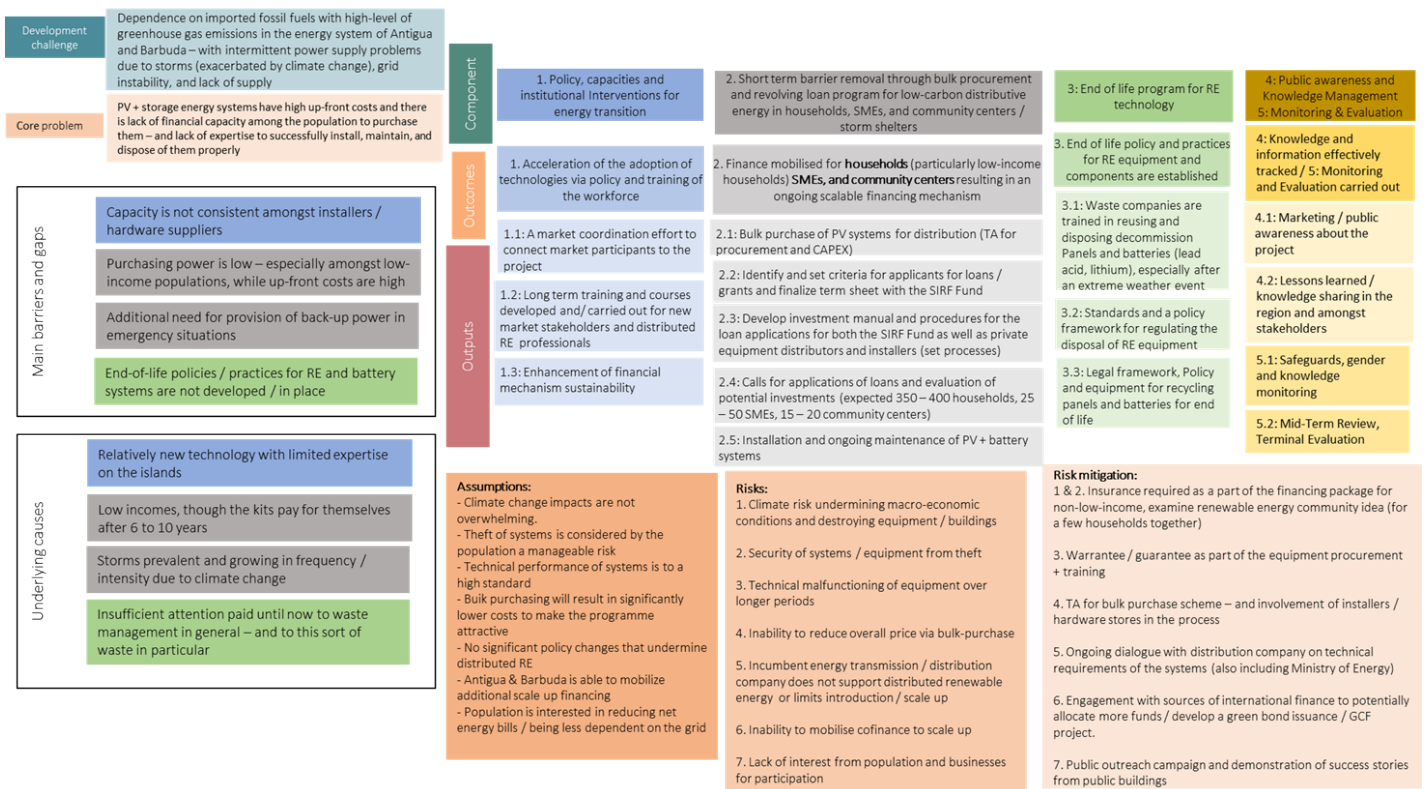 Development
challenge
Dependence on imported fossil fuels with high-level of
greenhouse gas emissions in the energy system of Antigua
and Barbuda – with intermittent power supply problems
due to storms (exacerbated by climate change), grid
instability, and lack of supply
Core problem
PV + storage energy systems have high up-front costs and there
is lack of financial capacity among the population to purchase
them – and lack of expertise to successfully install, maintain, and
dispose of them properly
Main barriers and gaps
Capacity is not consistent amongst installers /
hardware suppliers
Purchasing power is low – especially amongst low-
income populations, while up-front costs are high
Additional need for provision of back-up power in
emergency situations
End-of-life policies / practices for RE and battery
systems are not developed / in place
Underlying causes
Relatively new technology with limited expertise
on the islands
Low incomes, though the kits pay for themselves
after 6 to 10 years
Storms prevalent and growing in frequency /
intensity due to climate change
Insufficient attention paid until now to waste
management in general – and to this sort of
waste in particular
Component
1. Policy, capacities and
institutional Interventions for
energy transition
2. Short term barrier removal through bulk procurement
and revolving loan program for low-carbon distributive
energy in households, SMEs, and community centers /
storm shelters
3: End of life program for RE
technology
4: Public awareness and
Knowledge Management
5: Monitoring & Evaluation
Outcomes
1. Acceleration of the adoption of
technologies via policy and training of
the workforce
2. Finance mobilised for households (particularly low-income
households) SMEs, and community centers resulting in an
ongoing scalable financing mechanism
3. End of life policy and practices
for RE equipment and
components are established
4: Knowledge and
information effectively
tracked / 5: Monitoring
and Evaluation carried out
Outputs
1.1: A market coordination effort to
connect market participants to the
project
1.2: Long term training and courses
developed and/ carried out for new
market stakeholders and distributed
RE professionals
1.3: Enhancement of financial
mechanism sustainability
2.1: Bulk purchase of PV systems for distribution (TA for
procurement and CAPEX)
2.2: Identify and set criteria for applicants for loans /
grants and finalize term sheet with the SIRF Fund
2.3: Develop investment manual and procedures for the
loan applications for both the SIRF Fund as well as private
equipment distributors and installers (set processes)
2.4: Calls for applications of loans and evaluation of
potential investments (expected 350 – 400 households, 25
– 50 SMEs, 15 – 20 community centers)
2.5: Installation and ongoing maintenance of PV + battery
systems
3.1: Waste companies are
trained in reusing and
disposing decommission
Panels and batteries (lead
acid, lithium), especially after
an extreme weather event
3.2: Standards and a policy
framework for regulating the
disposal of RE equipment
3.3: Legal framework, Policy
and equipment for recycling
panels and batteries for end
of life
4.1: Marketing / public
awareness about the
project
4.2: Lessons learned /
knowledge sharing in the
region and amongst
stakeholders
5.1: Safeguards, gender
and knowledge
monitoring
5.2: Mid-Term Review,
Terminal Evaluation
Assumptions:
- Climate change impacts are not
overwhelming.
- Theft of systems is considered by the
population a manageable risk
- Technical performance of systems is to a
high standard
- Buik purchasing will result in significantly
lower costs to make the programme
attractive
- No significant policy changes that undermine
distributed RE
- Antigua & Barbuda is able to mobilize
additional scale up financing
- Population is interested in reducing net
energy bills / being less dependent on the grid
Risks:
1. Climate risk undermining macro-economic
conditions and destroying equipment / buildings
2. Security of systems / equipment from theft
3. Technical malfunctioning of equipment over
longer periods
4. Inability to reduce overall price via bulk-purchase
5. Incumbent energy transmission / distribution
company does not support distributed renewable
energy or limits introduction / scale up
6. Inability to mobilise cofinance to scale up
7. Lack of interest from population and businesses
for participation
Risk mitigation:
1 & 2. Insurance required as a part of the financing package for
non-low-income, examine renewable energy community idea (for
a few households together)
3. Warrantee / guarantee as part of the equipment procurement
+ training
4. TA for bulk purchase scheme – and involvement of installers /
hardware stores in the process
5. Ongoing dialogue with distribution company on technical
requirements of the systems (also including Ministry of Energy)
6. Engagement with sources of international finance to potentially
allocate more funds / develop a green bond issuance / GCF
project.
7. Public outreach campaign and demonstration of success stories
from public buildings